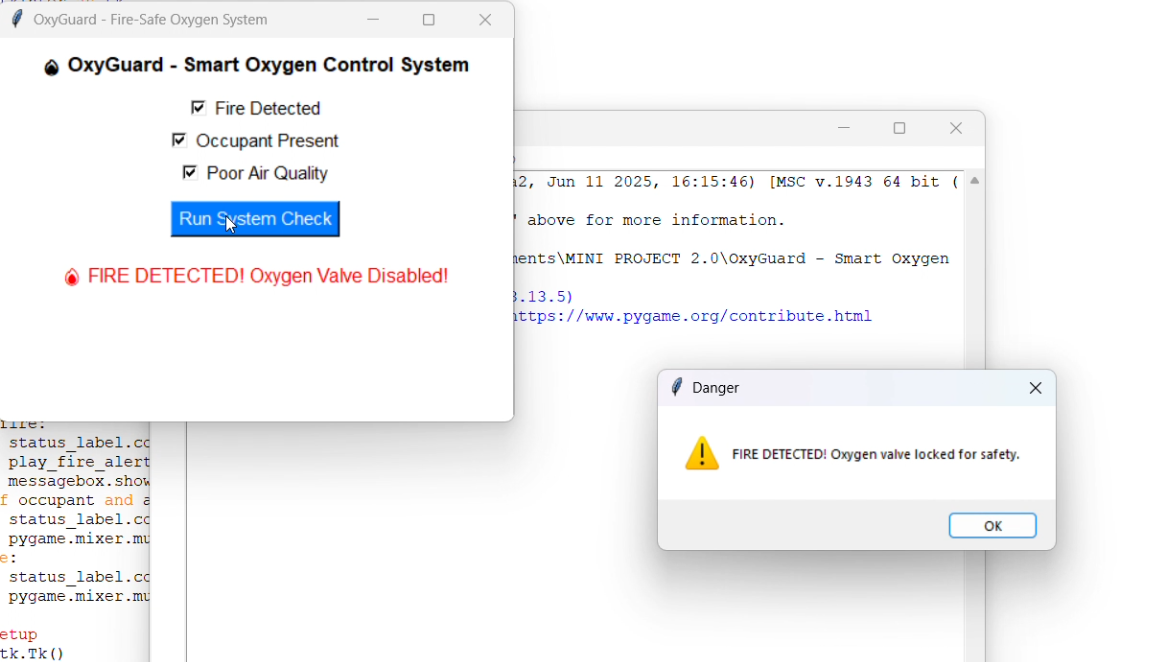 OxyGuard - Fire-Safe Oxygen System
OxyGuard - Smart Oxygen Control System
Fire Detected
Occupant Present
Poor Air Quality
Run System Check
FIRE DETECTED! Oxygen Valve Disabled!
a2, Jun 11 2025, 16:15:46) [MSC v.1943 64 bit (
" above for more information.
ments\MINI PROJECT 2.0\OxyGuard - Smart Oxygen
3.13.5)
https://www.pygame.org/contribute.html
Danger
FIRE DETECTED! Oxygen valve locked for safety.
OK
fire:
status_label.co
play_fire_alert
messagebox.show
f occupant and a
status_label.co
pygame.mixer.mu
e:
status_label.co
pygame.mixer.mu
etup
tk.Tk()